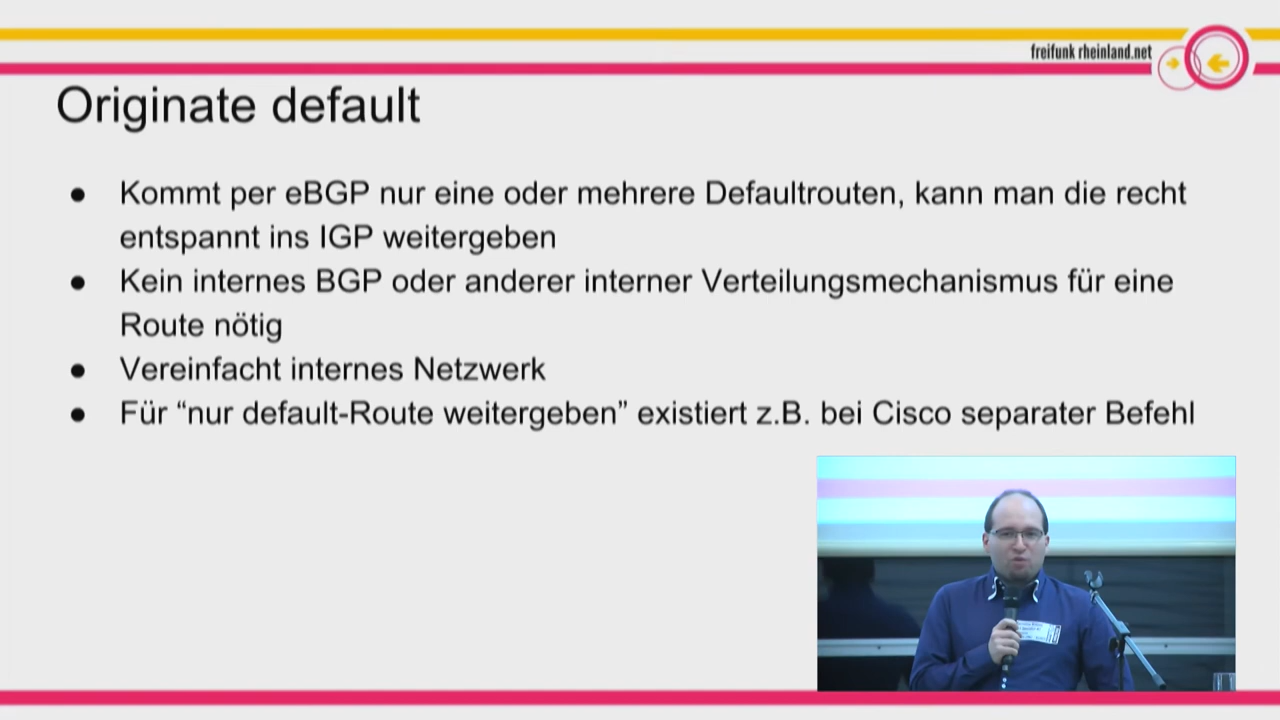 freifunk rheinland.net
Originate default
● Kommt per eBGP nur eine oder mehrere Defaultrouten, kann man die recht
entspannt ins IGP weitergeben
● Kein internes BGP oder anderer interner Verteilungsmechanismus für eine
Route nötig
● Vereinfacht internes Netzwerk
● Für “nur default-Route weitergeben” existiert z.B. bei Cisco separater Befehl